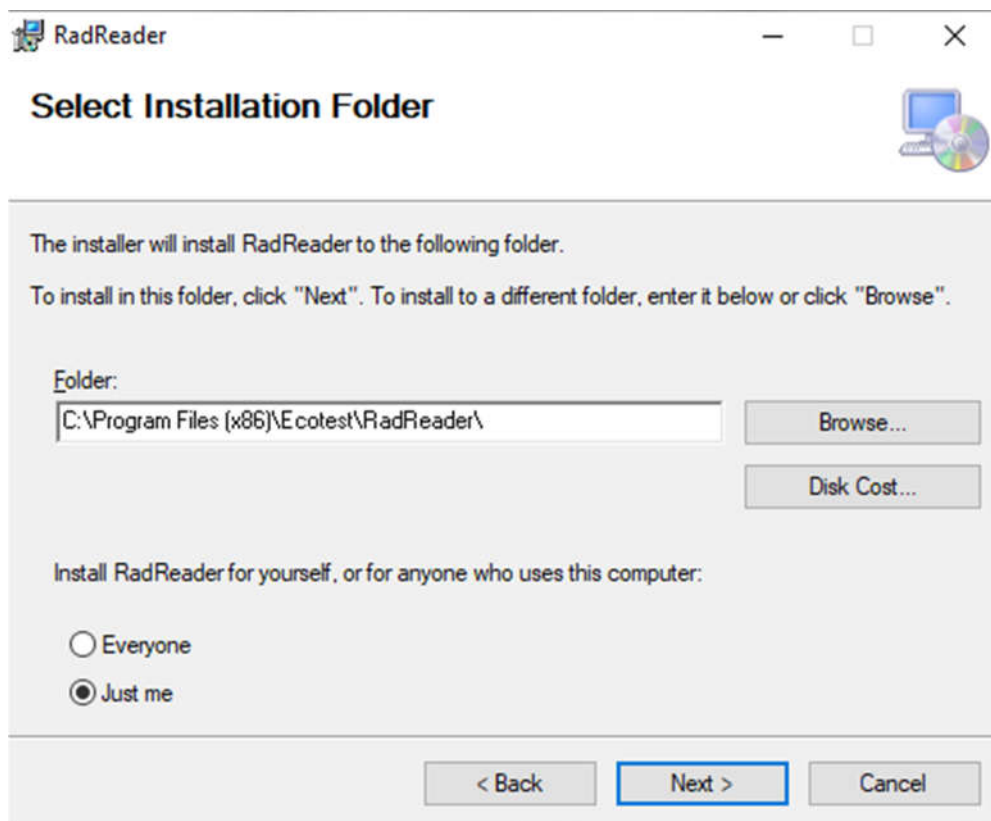 RadReader
Select Installation Folder
The installer will install RadReader to the following folder.
To install in this folder, click "Next". To install to a different folder, enter it below or click "Browse".
Folder:
C:\Program Files (x86)\Ecotest\RadReader\
Browse...
Disk Cost...
Install RadReader for yourself, or for anyone who uses this computer:
Everyone
Just me
< Back
Next >
Cancel